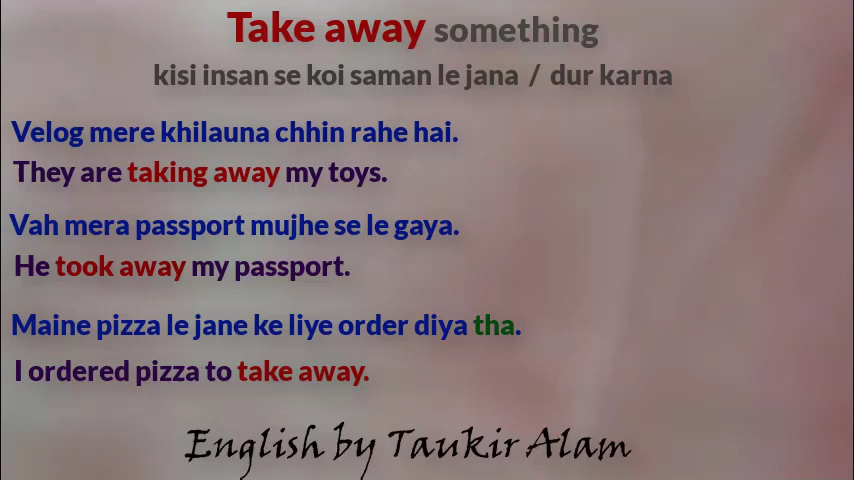 Take away something
kisi insan se koi saman le jana / dur karna
Velog mere khilauna chhin rahe hai.
They are taking away my toys.
Vah mera passport mujhe se le gaya.
He took away my passport.
Maine pizza le jane ke liye order diya tha.
I ordered pizza to take away.
English by Taukir Alam